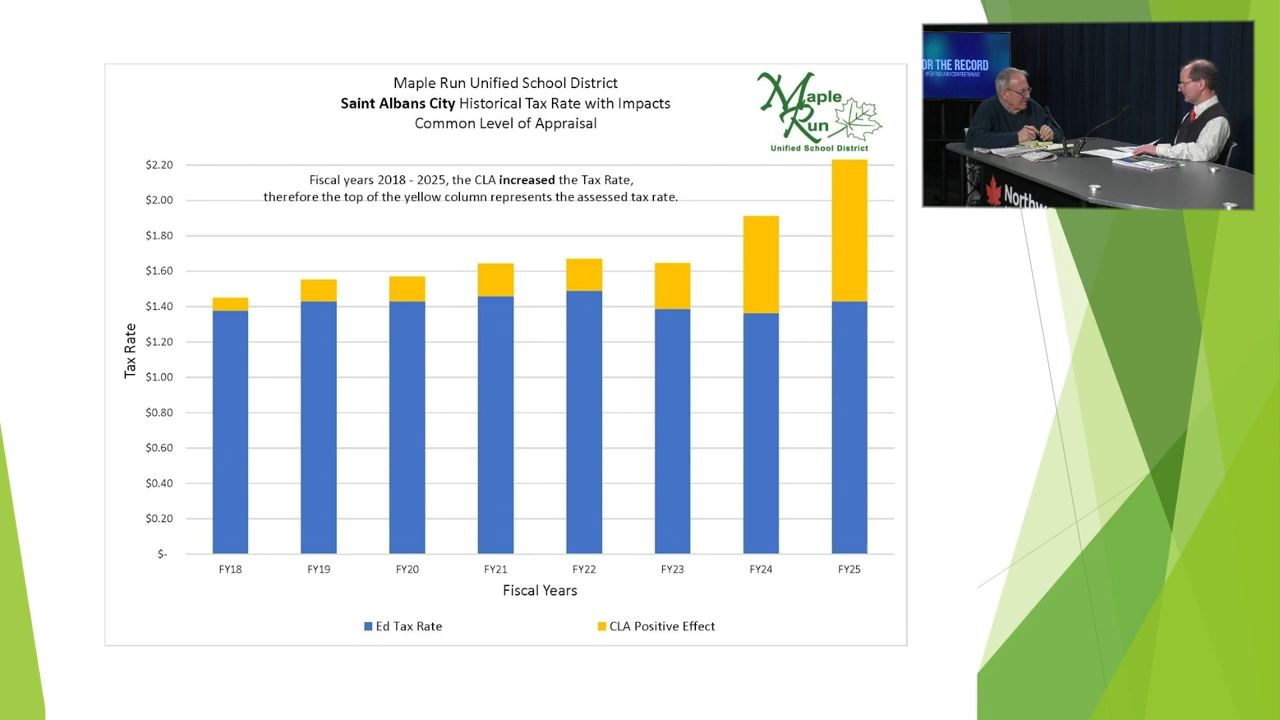 Maple Run Unified School District
Saint Albans City Historical Tax Rate with Impacts
Common Level of Appraisal
Maple
Run
Unified School District
Fiscal years 2018 - 2025, the CLA increased the Tax Rate,
therefore the top of the yellow column represents the assessed tax rate.
$2.20
$2.00
$1.80
$1.60
$1.40
$1.20
$1.00
$0.80
$0.60
$0.40
$0.20
$-
Tax Rate
FY18 FY19 FY20 FY21 FY22 FY23 FY24 FY25
Fiscal Years
Ed Tax Rate CLA Positive Effect
OR THE RECORD
Northw